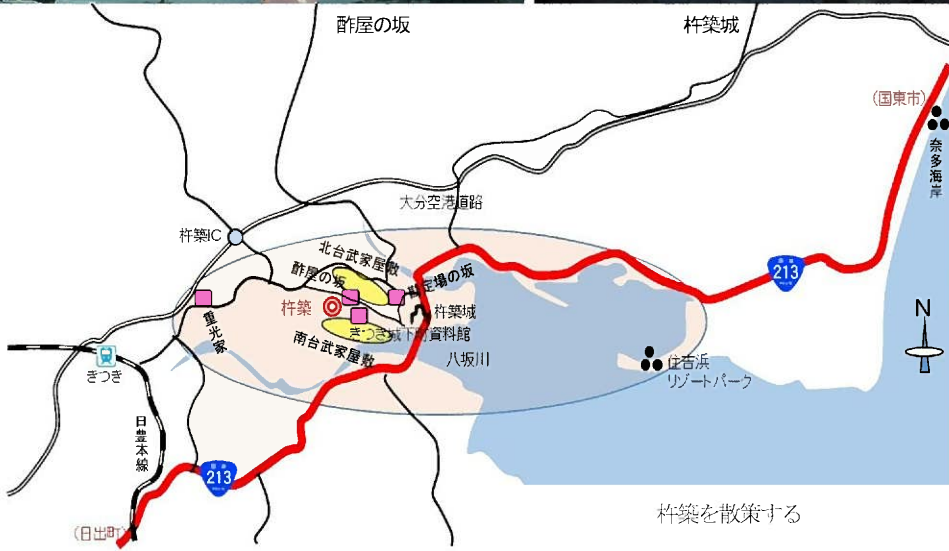 酢屋の坂
杵築城
(国東市)
奈多海岸
大分空港道路
杵築IC
北台武家屋敷
酢屋の坂
勘定場の坂
国道
213
杵築
杵築城
重光家
きつき城下町資料館
南台武家屋敷
八坂川
住吉浜
リゾートパーク
N
きつき
日豊本線
国道
213
(日出町)
杵築を散策する